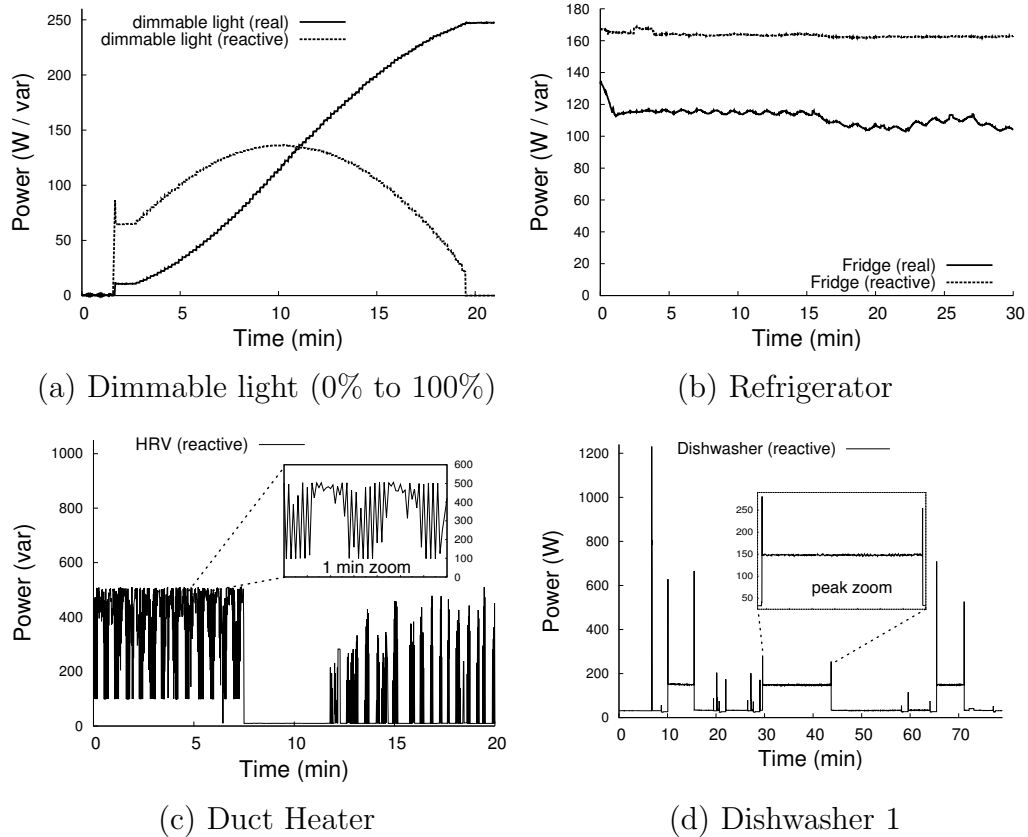 dimmable light (real)
dimmable light (reactive)
Power (W / var)
250
200
150
100
50
0
0 5 10 15 20
Time (min)
(a) Dimmable light (0% to 100%)
Power (W / var)
200
180
160
140
120
100
80
60
40
20
0
Fridge (real)
Fridge (reactive)
0 5 10 15 20 25 30
Time (min)
(b) Refrigerator
HRV (reactive)
Power (var)
1000
800
600
400
200
0
600
500
400
300
200
100
0
1 min zoom
0 5 10 15 20
Time (min)
(c) Duct Heater
Dishwasher (reactive)
Power (W)
1200
1000
800
600
400
200
0
250
200
150
100
50
peak zoom
0 10 20 30 40 50 60 70
Time (min)
(d) Dishwasher 1